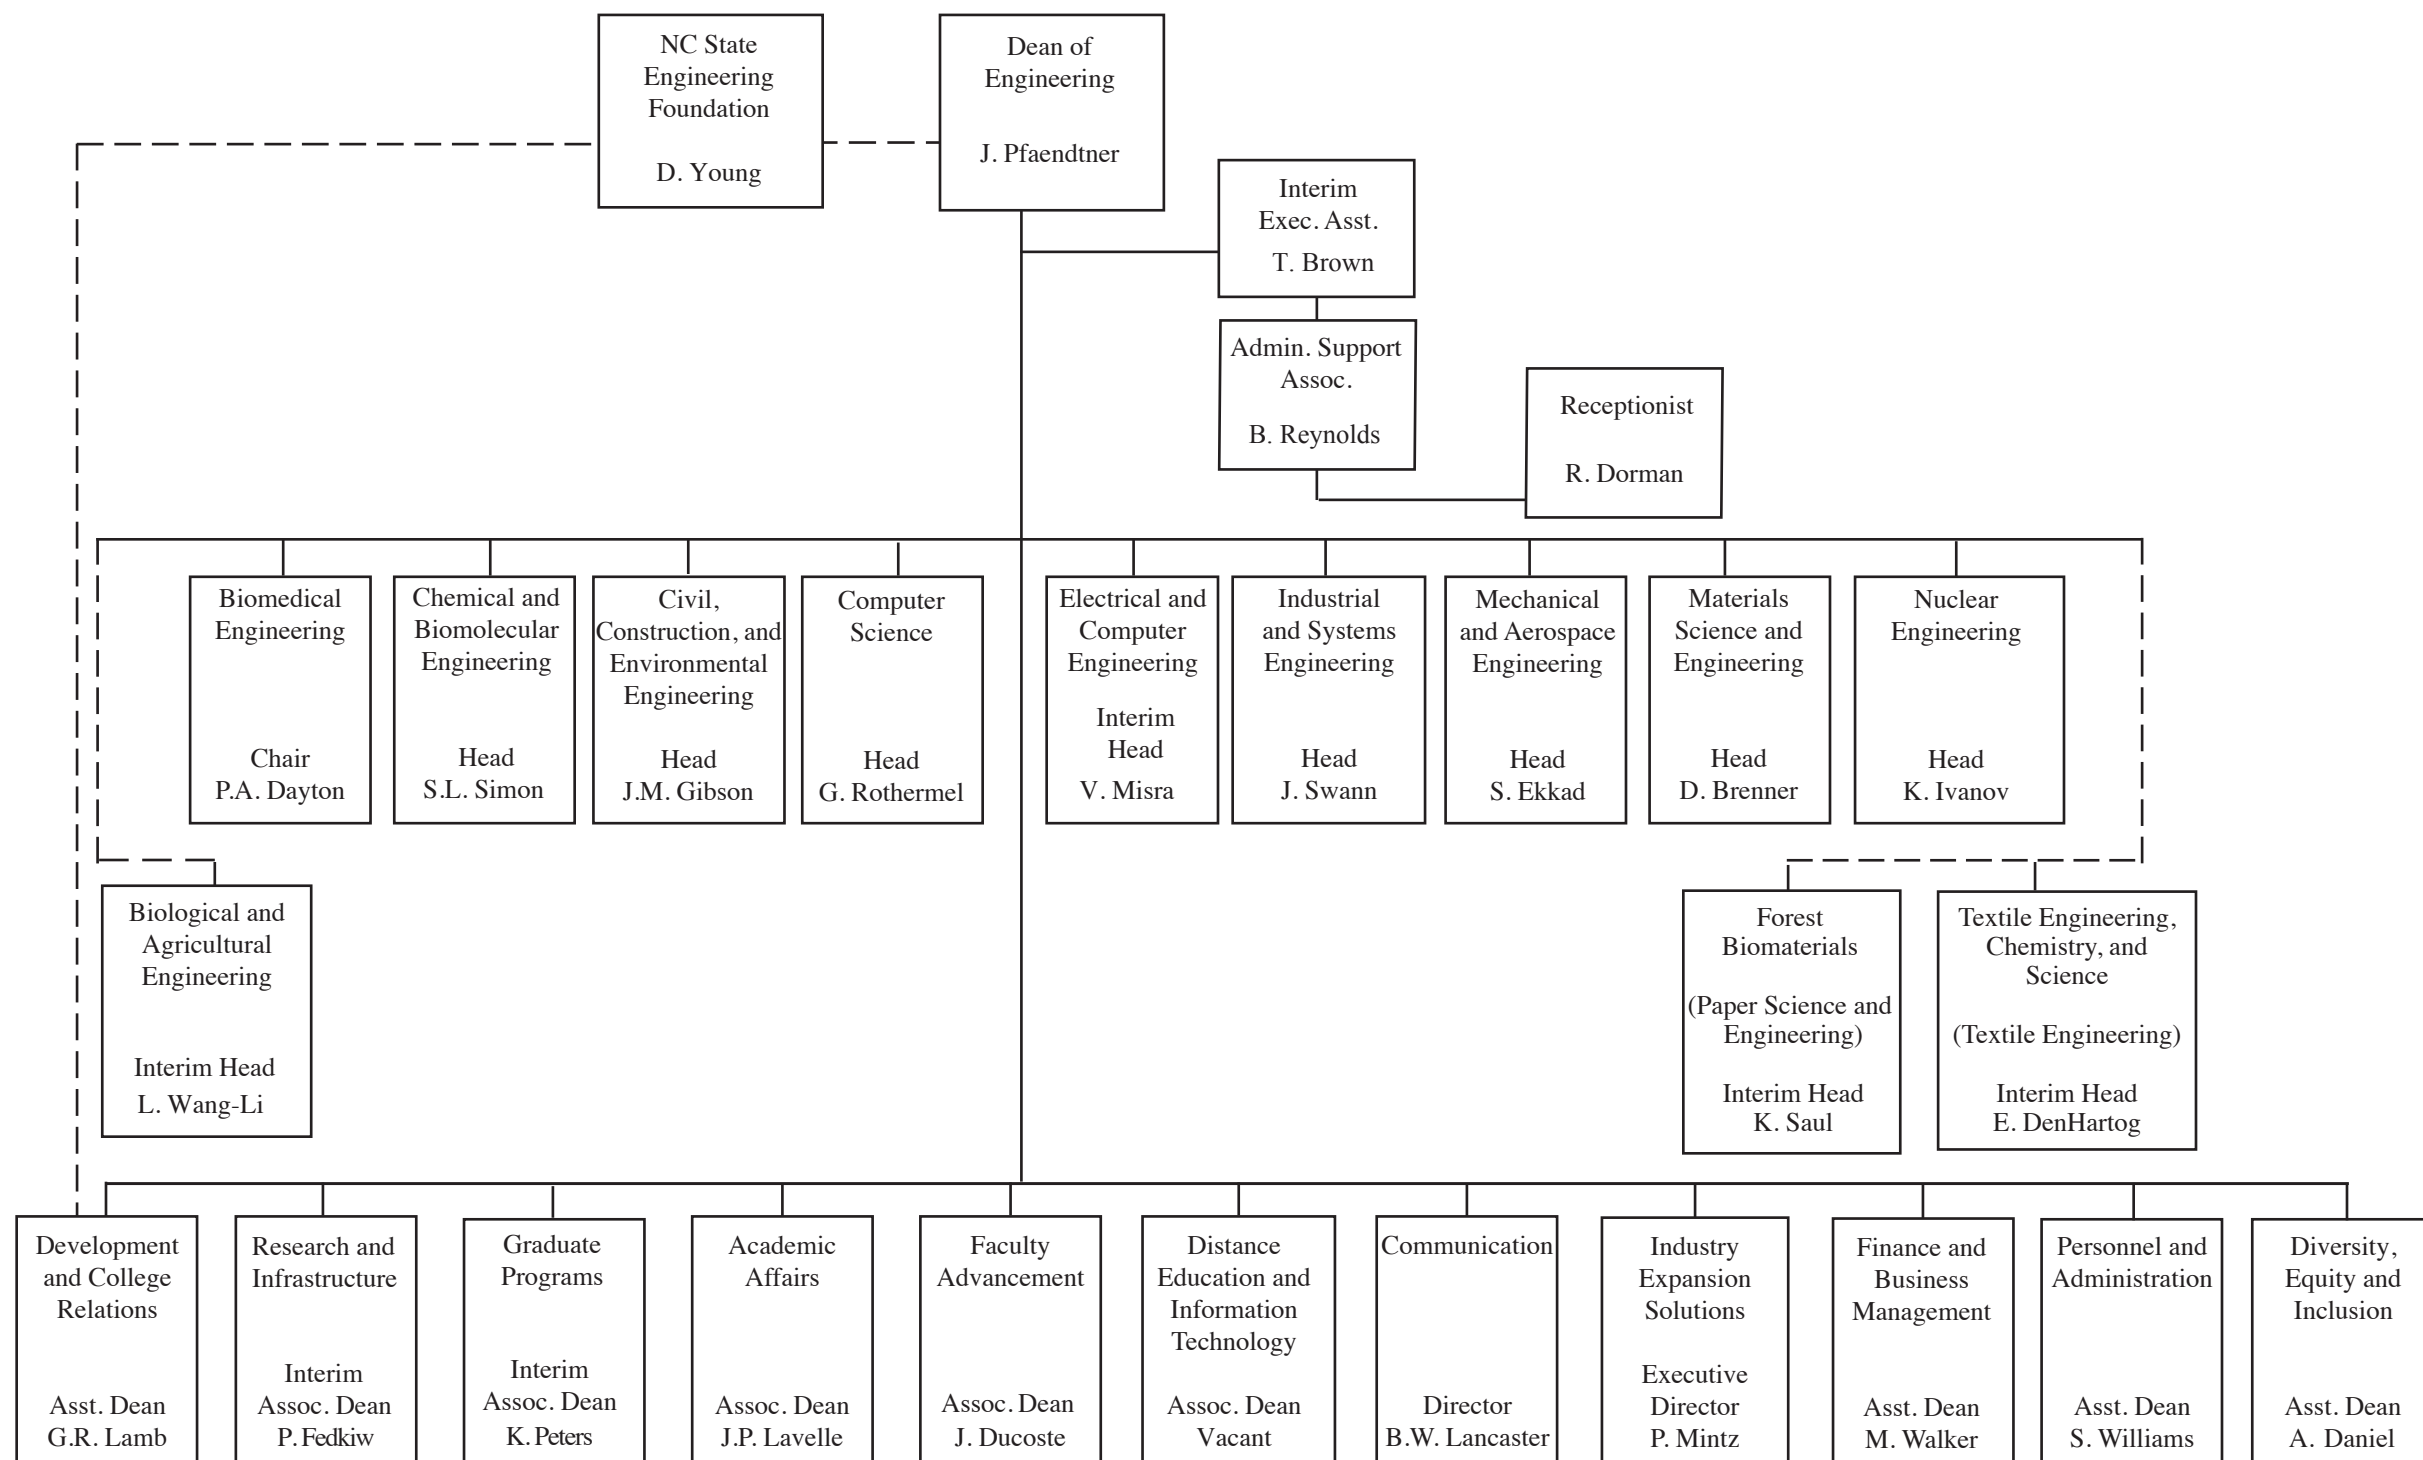 NC State
Engineering
Foundation
D. Young
Dean of
Engineering
J. Pfaendtner
Interim
Exec. Asst.
T. Brown
Admin. Support
Assoc.
B. Reynolds
Receptionist
R. Dorman
Biomedical
Engineering
Chair
P.A. Dayton
Chemical and
Biomolecular
Engineering
Head
S.L. Simon
Civil,
Construction, and
Environmental
Engineering
Head
J.M. Gibson
Computer
Science
Head
G. Rothermel
Electrical and
Computer
Engineering
Interim
Head
V. Misra
Industrial
and Systems
Engineering
Head
J. Swann
Mechanical
and Aerospace
Engineering
Head
S. Ekkad
Materials
Science and
Engineering
Head
D. Brenner
Nuclear
Engineering
Head
K. Ivanov
Biological and
Agricultural
Engineering
Interim Head
L. Wang-Li
Forest
Biomaterials
(Paper Science and
Engineering)
Interim Head
K. Saul
Textile Engineering,
Chemistry, and
Science
(Textile Engineering)
Interim Head
E. DenHartog
Development
and College
Relations
Asst. Dean
G.R. Lamb
Research and
Infrastructure
Interim
Assoc. Dean
P. Fedkiw
Graduate
Programs
Interim
Assoc. Dean
K. Peters
Academic
Affairs
Assoc. Dean
J.P. Lavelle
Faculty
Advancement
Assoc. Dean
J. Ducoste
Distance
Education and
Information
Technology
Assoc. Dean
Vacant
Communication
Director
B.W. Lancaster
Industry
Expansion
Solutions
Executive
Director
P. Mintz
Finance and
Business
Management
Asst. Dean
M. Walker
Personnel and
Administration
Asst. Dean
S. Williams
Diversity,
Equity and
Inclusion
Asst. Dean
A. Daniel